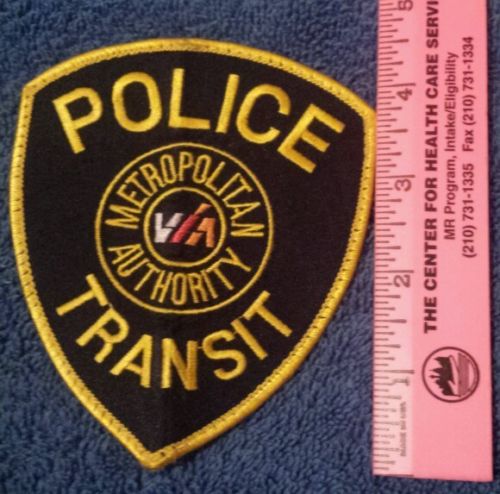 POLICE
METROPOLITAN
VIA
AUTHORITY
TRANSIT
THE CENTER FOR HEALTH CARE SERVI
MR Program, Intake/Eligibility
(210) 731-1335 Fax (210) 731-1334
5
4
3
2
1